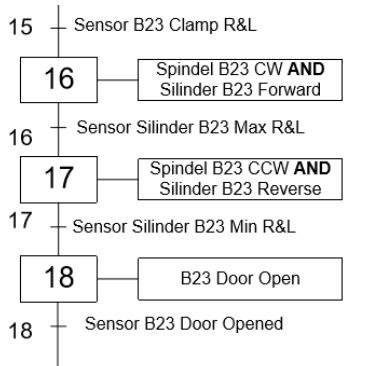 15 Sensor B23 Clamp R&L
16 Spindel B23 CW AND
Silinder B23 Forward
16 Sensor Silinder B23 Max R&L
17 Spindel B23 CCW AND
Silinder B23 Reverse
17 Sensor Silinder B23 Min R&L
18 B23 Door Open
18 Sensor B23 Door Opened